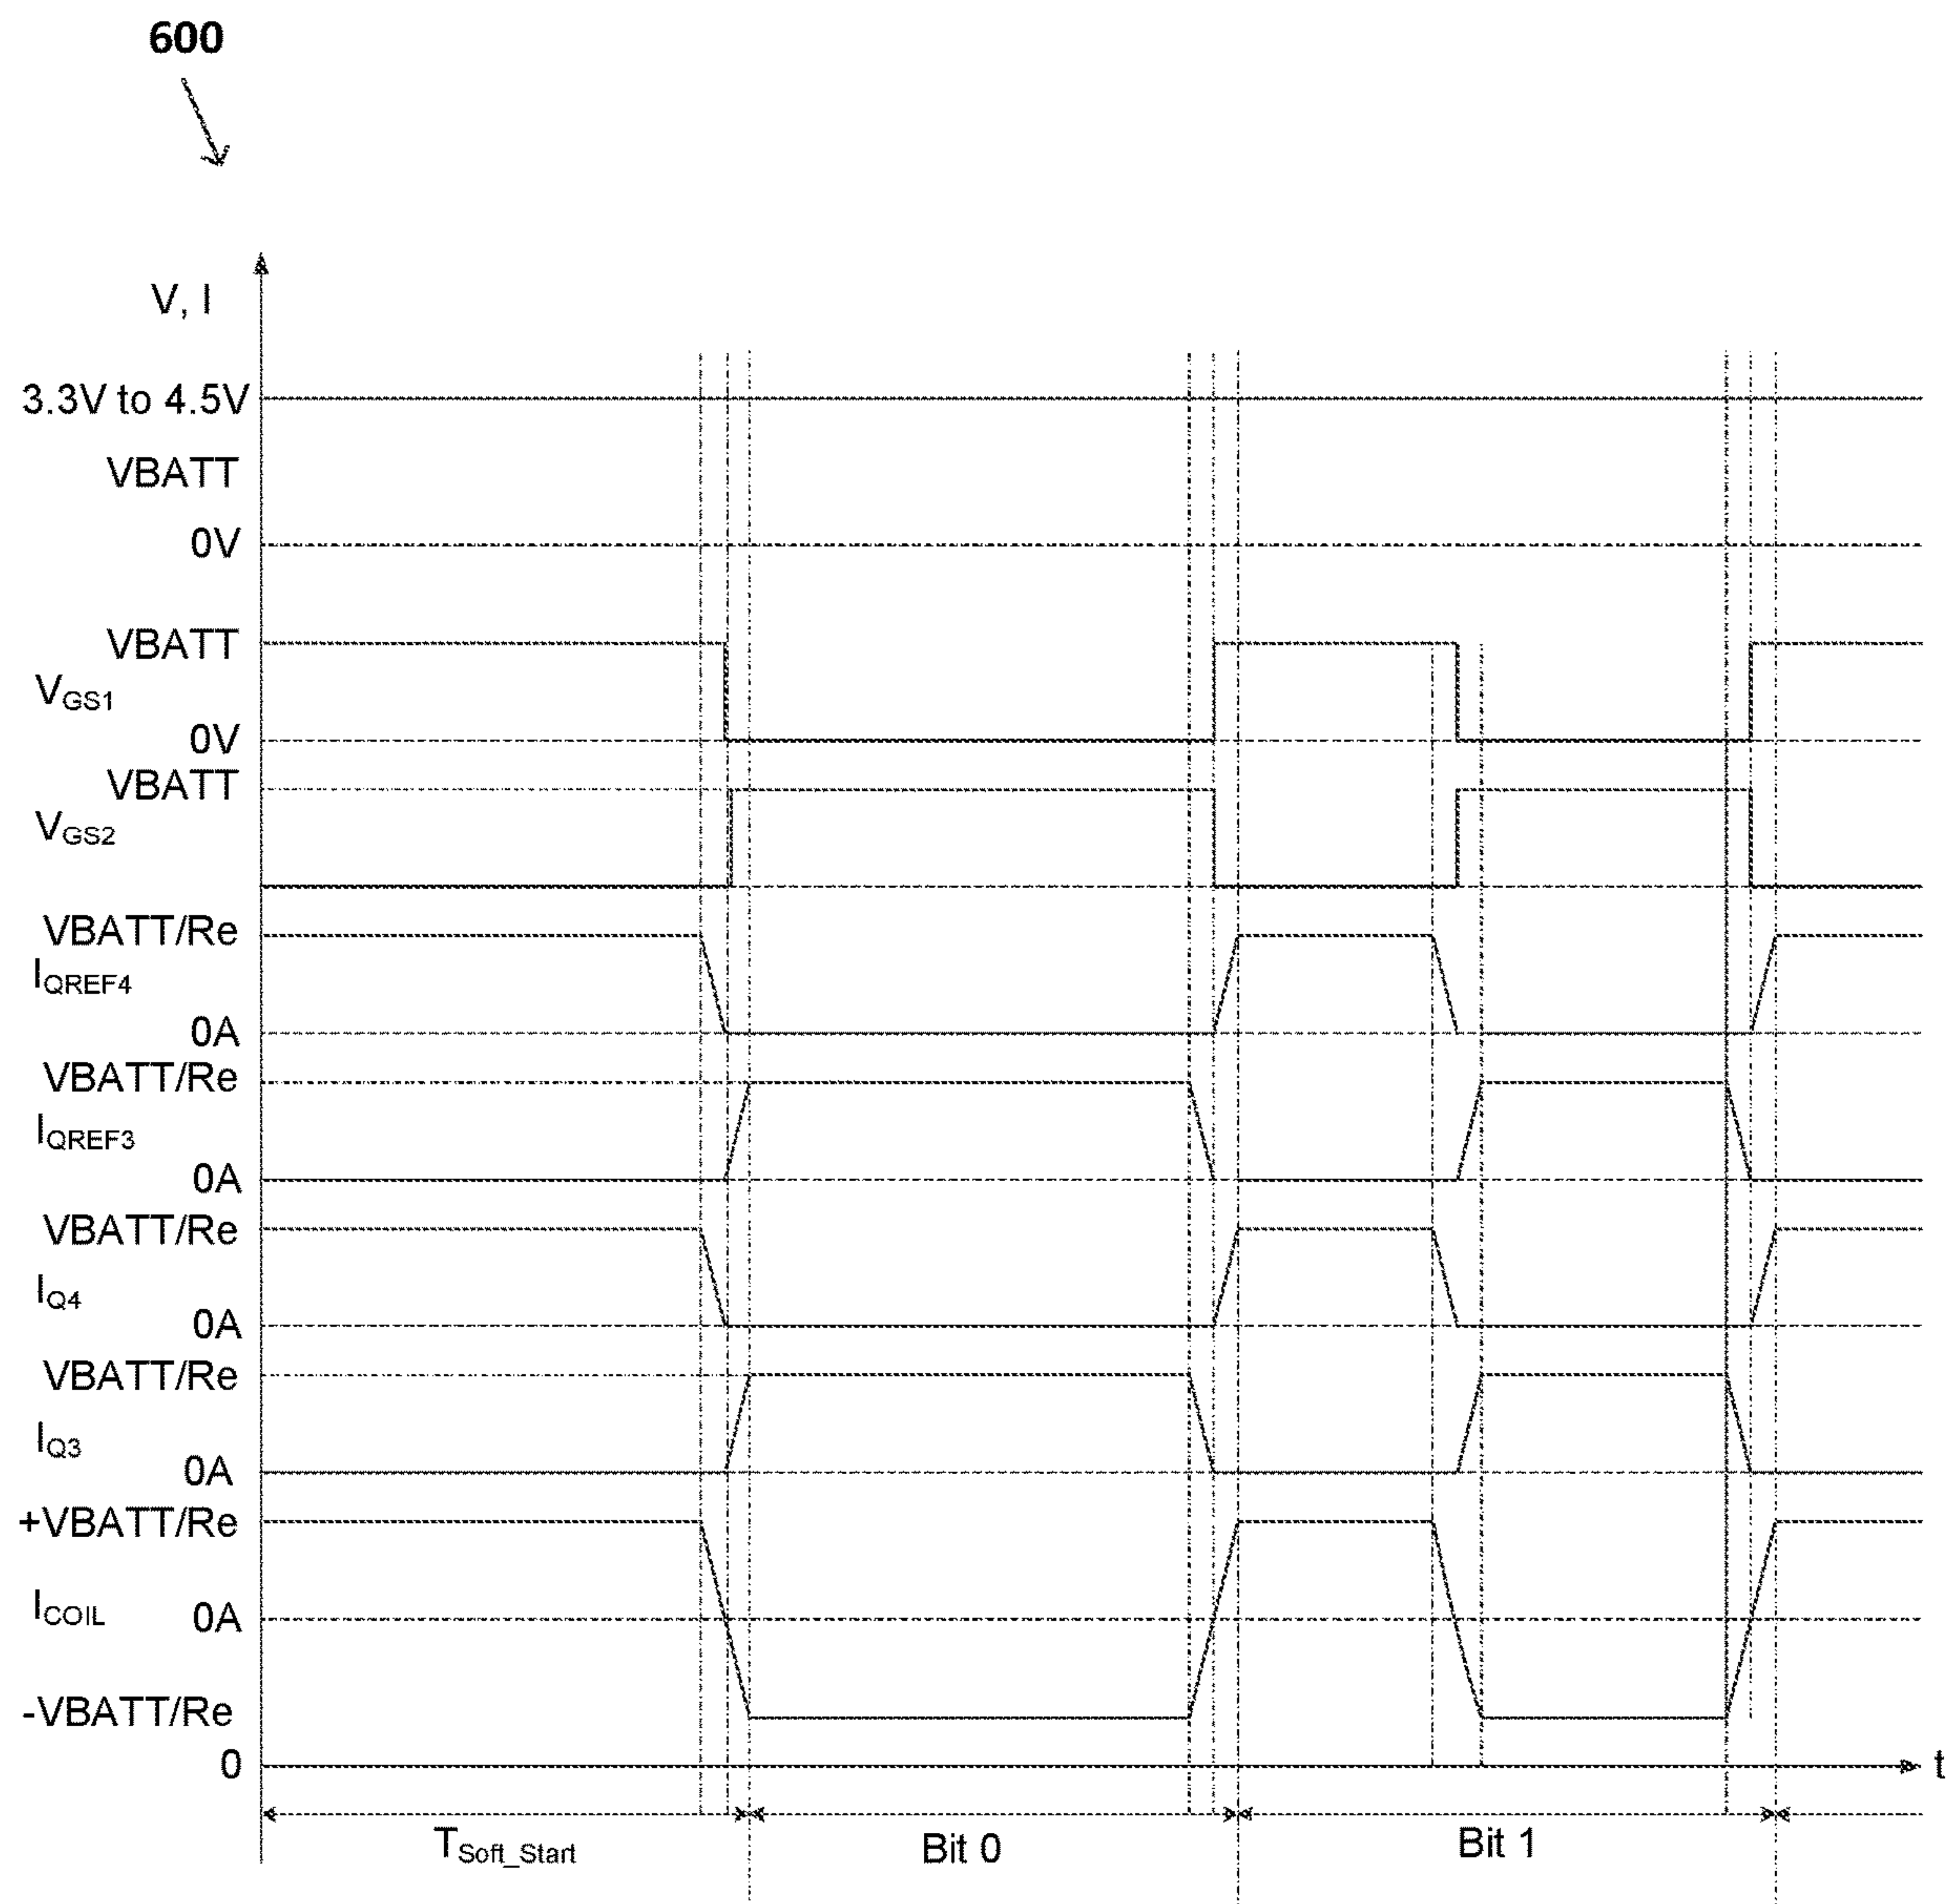 600
V, I
3.3V to 4.5V
VBATT
0V
VBATT
VGS1
0V
VBATT
VGS2
VBATT/Re
IQREF4
0A
VBATT/Re
IQREF3
0A
VBATT/Re
IQ4
0A
VBATT/Re
IQ3
0A
+VBATT/Re
ICOIL 0A
-VBATT/Re
0
t
TSoft_Start Bit 0 Bit 1